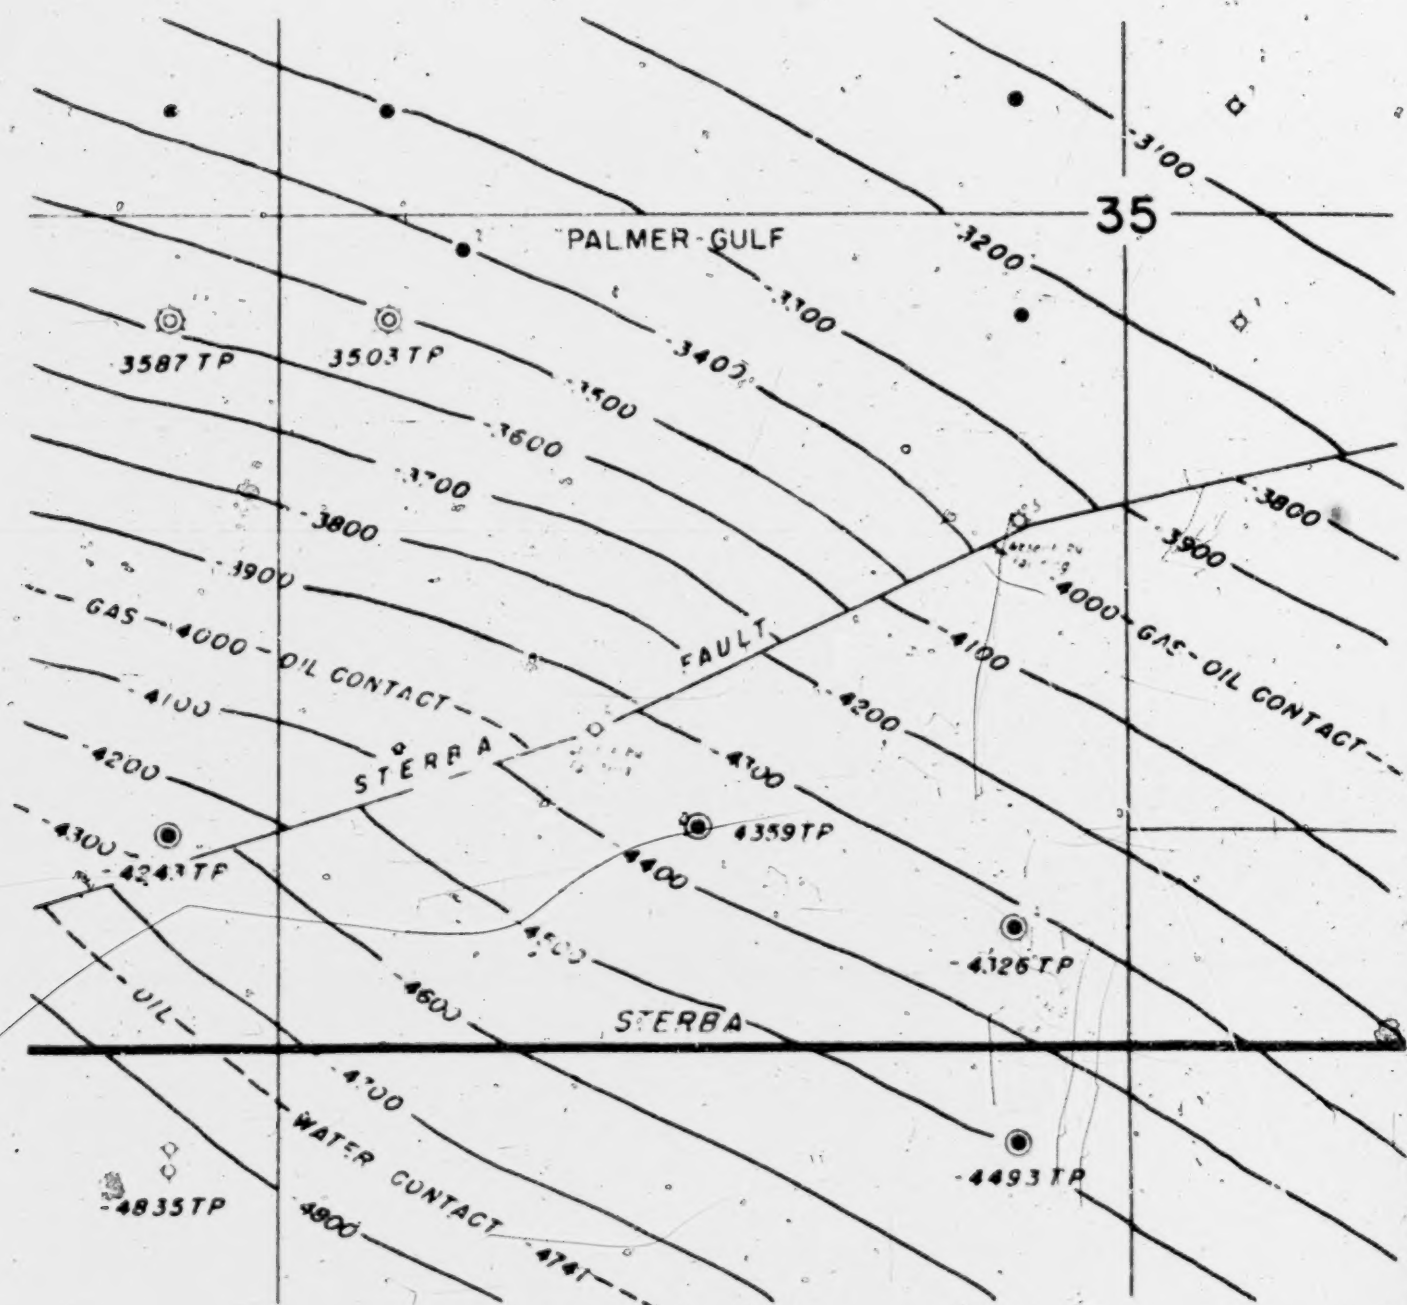 -3100
35
PALMER-GULF
-3200
-3300
3587 TP
3503 TP
-3400
-3500
-3600
-3700
-3800
-3800
-3900
-3900
-4000
GAS -4000 - OIL CONTACT
GAS - OIL CONTACT
-4100
-4100
STERBA FAULT
-4200
-4200
-4300
-4300
4359 TP
-4243 TP
-4400
-4500
-4326 TP
-4600
STERBA
OIL - WATER CONTACT
-4700
-4493 TP
-4835 TP
-4800
-4741